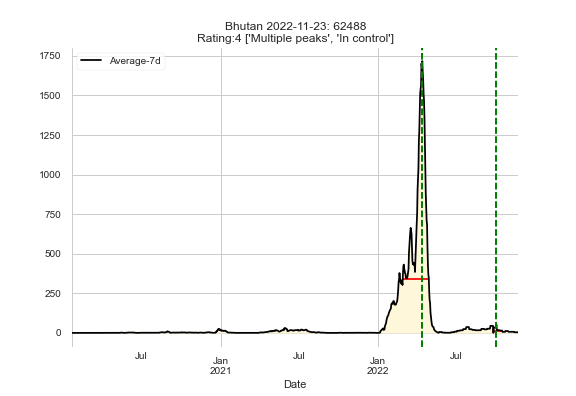 Bhutan 2022-11-23: 62488
Rating:4 ['Multiple peaks', 'In control']
1750
Average-7d
1500
1250
1000
750
500
250
0
Jul
Jan
2021
Jul
Jan
2022
Jul
Date